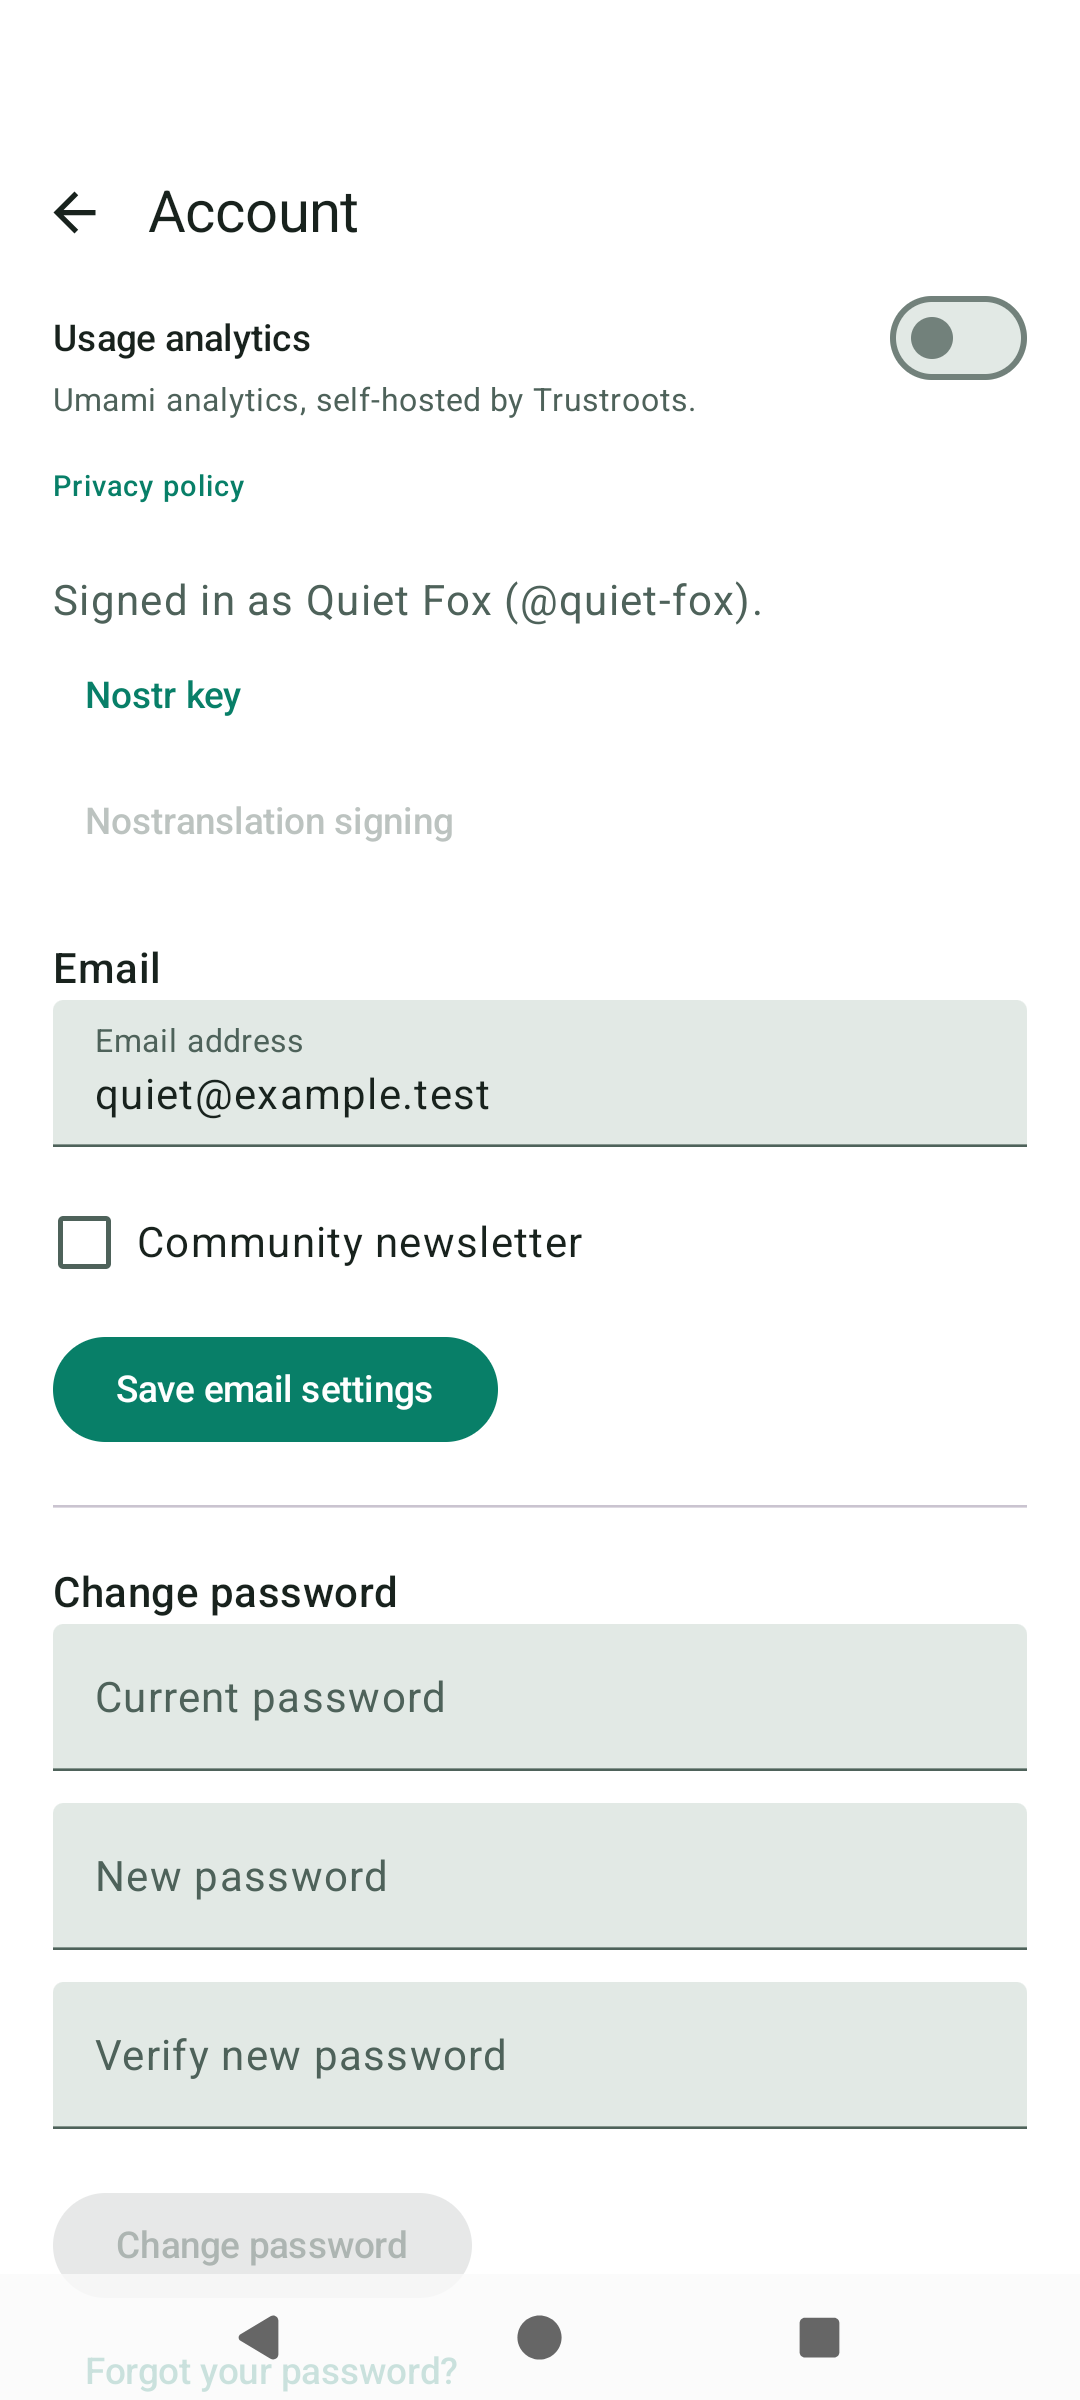 Account
Usage analytics
Umami analytics, self-hosted by Trustroots.
Privacy policy
Signed in as Quiet Fox (@quiet-fox).
Nostr key
Nostranslation signing
Email
Email address
quiet@example.test
Community newsletter
Save email settings
Change password
Current password
New password
Verify new password
Change password
Forgot your password?